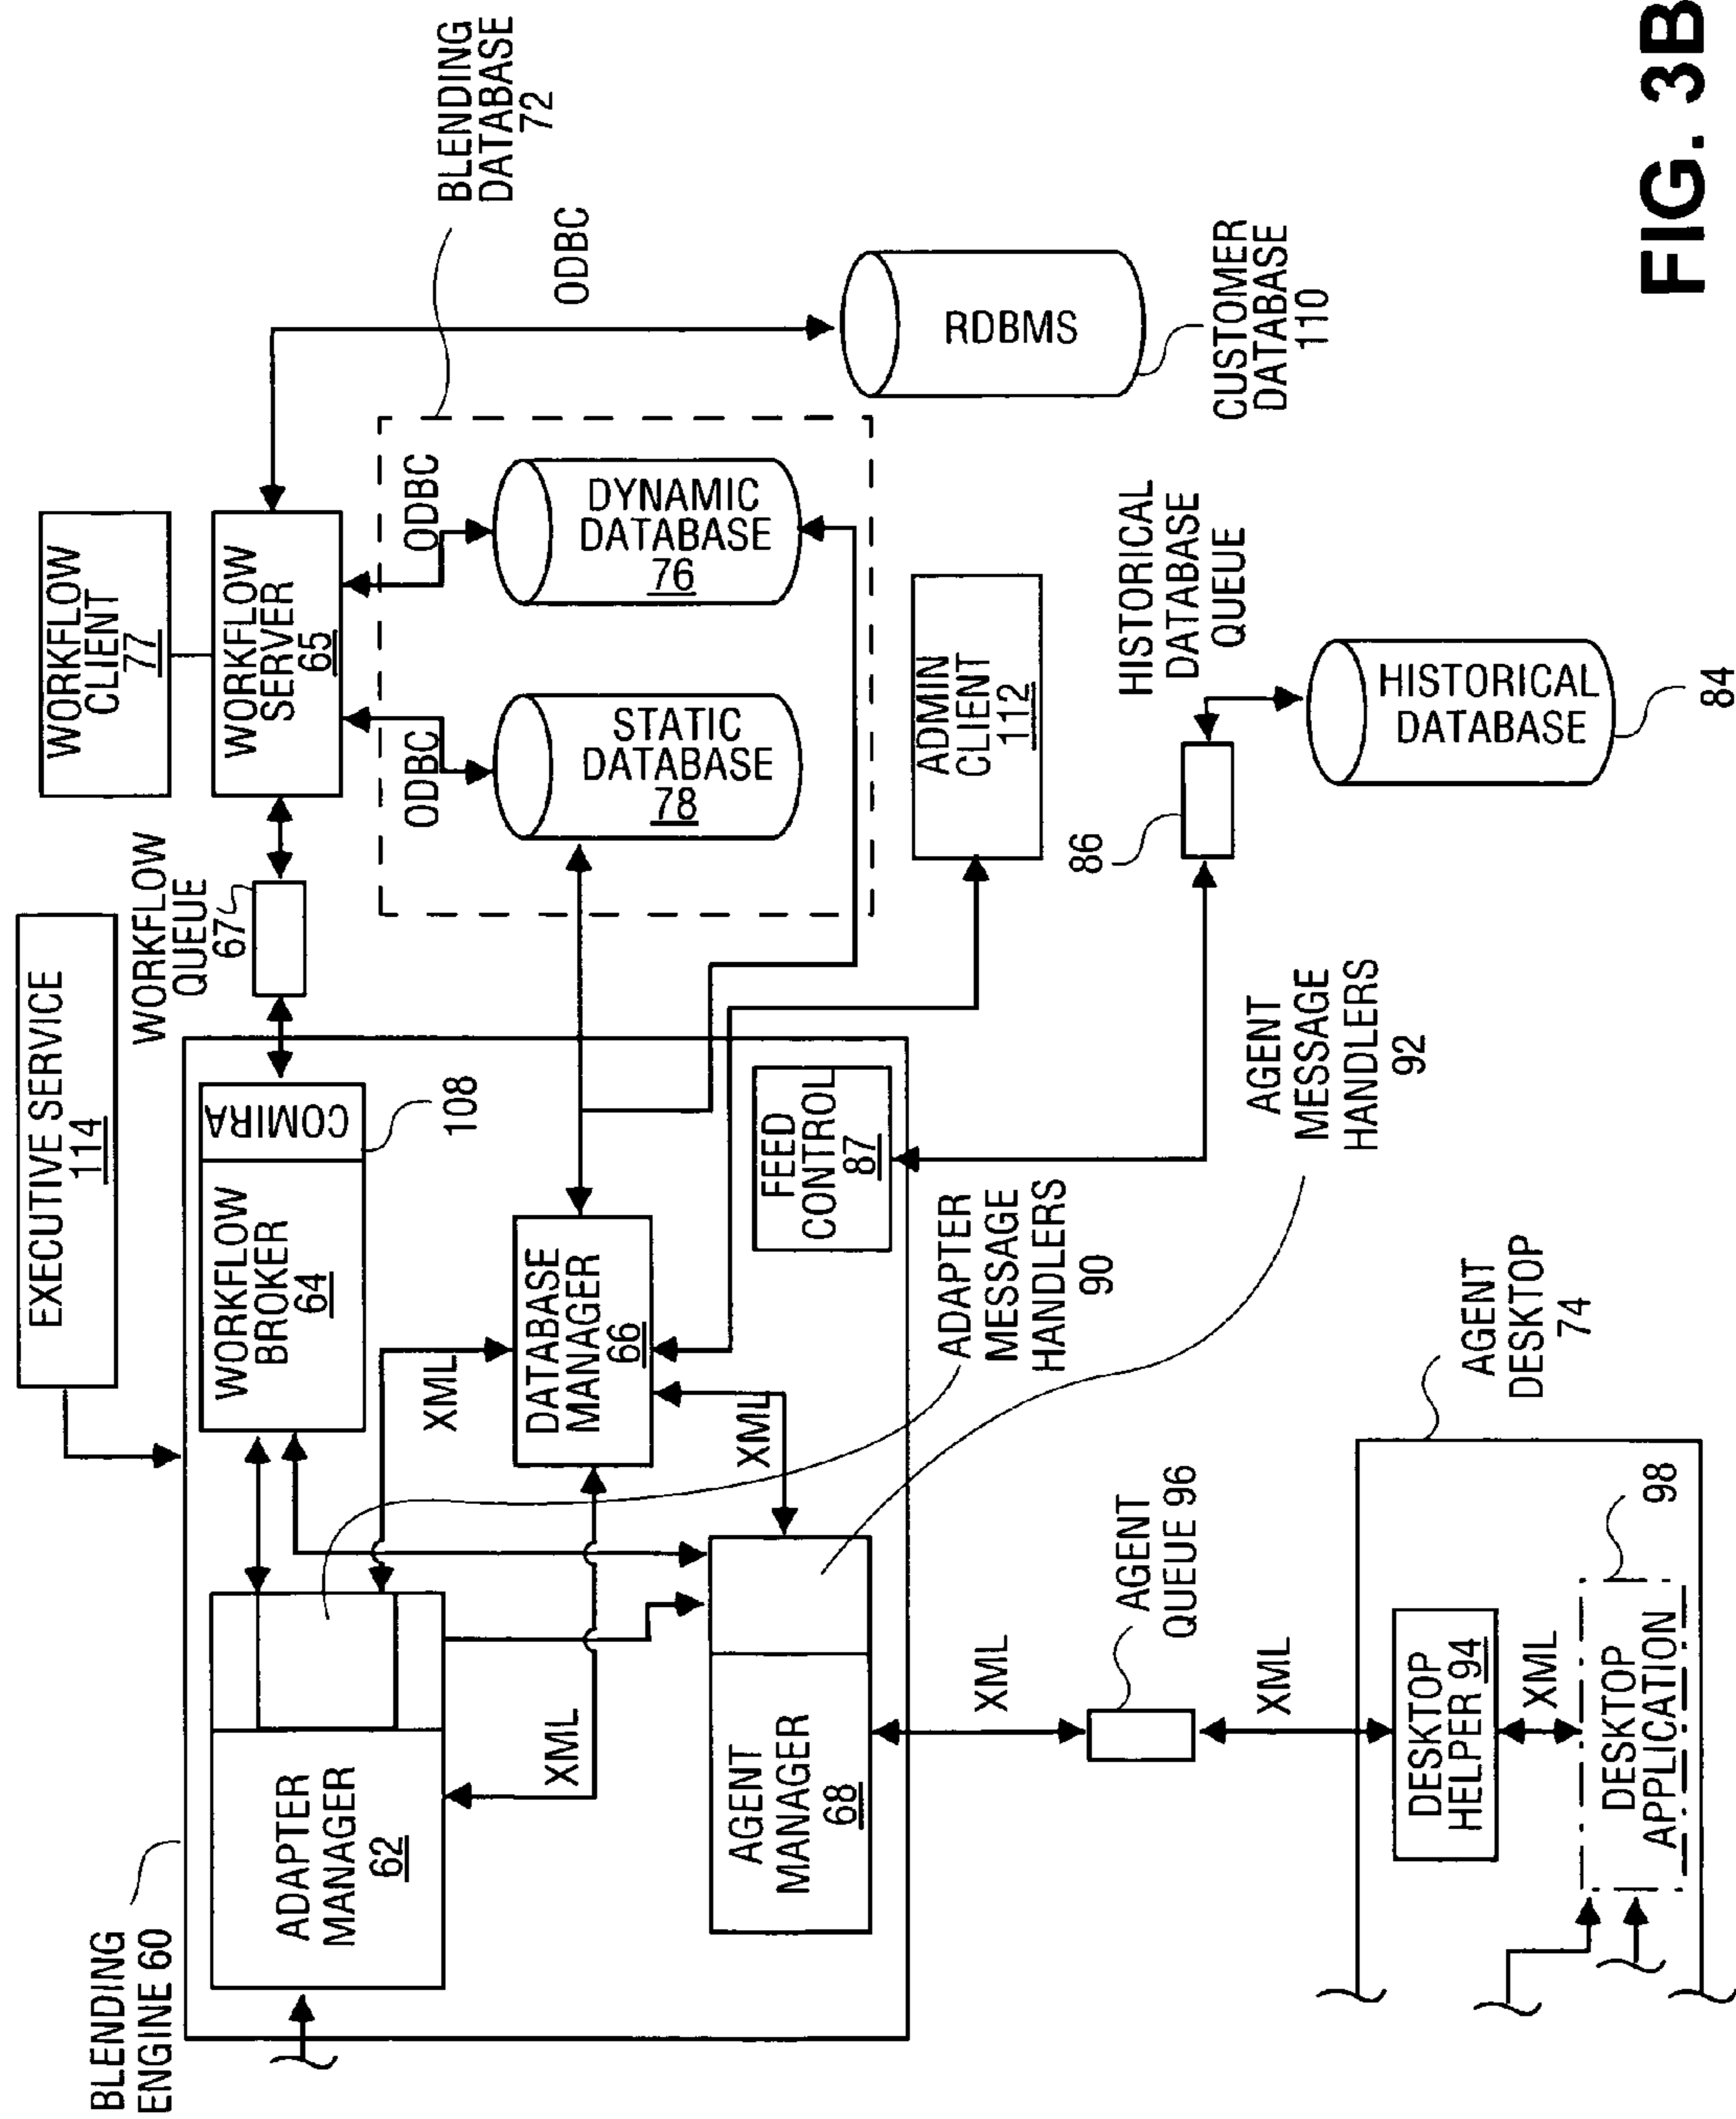 BLENDING
ENGINE 60
EXECUTIVE SERVICE
114
WORKFLOW
QUEUE
67
WORKFLOW
CLIENT
77
WORKFLOW
SERVER
65
BLENDING
DATABASE
72
ODBC
ADAPTER
MANAGER
62
WORKFLOW
BROKER
64
COMIRA
108
XML
XML
DATABASE
MANAGER
66
XML
ODBC
STATIC
DATABASE
78
ODBC
DYNAMIC
DATABASE
76
RDBMS
CUSTOMER
DATABASE
110
AGENT
MANAGER
68
FEED
CONTROL
87
ADMIN
CLIENT
112
ADAPTER
MESSAGE
HANDLERS
90
AGENT
MESSAGE
HANDLERS
92
86
HISTORICAL
DATABASE
QUEUE
HISTORICAL
DATABASE
84
XML
AGENT
QUEUE 96
XML
AGENT
DESKTOP
74
DESKTOP
HELPER 94
XML
DESKTOP
APPLICATION
98
FIG. 3B